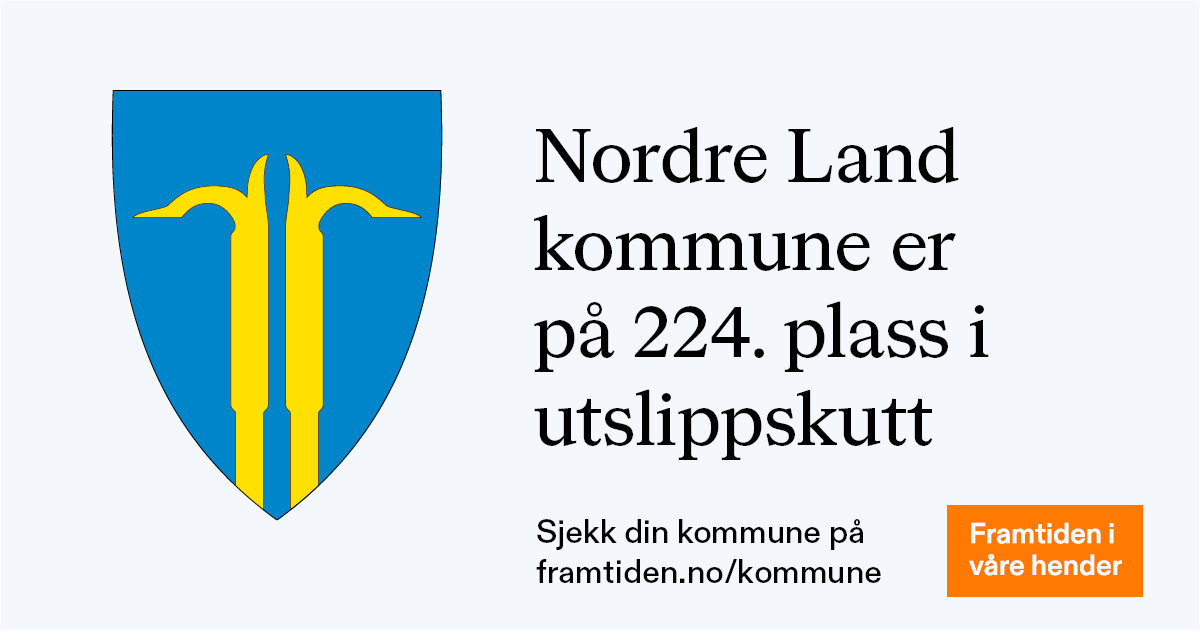 Nordre Land
kommune er
på 224. plass i
utslippskutt
Sjekk din kommune på
framtiden.no/kommune
Framtiden i
våre hender